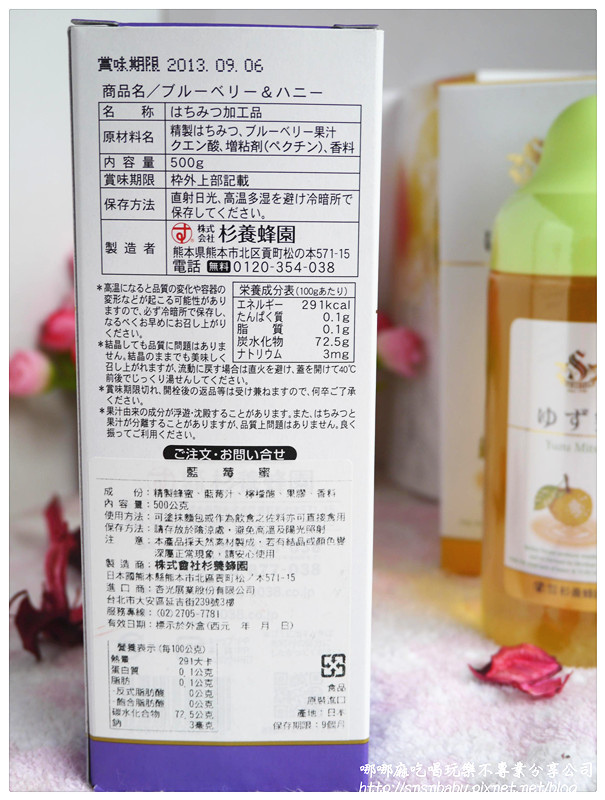 賞味期限 2013.09.06
商品名／ブルーベリー＆ハニー
名称 はちみつ加工品
原材料名 精製はちみつ、ブルーベリー果汁
クエン酸、増粘剤(ペクチン)、香料
内容量 500g
賞味期限 枠外上部記載
保存方法 直射日光、高温多湿を避け冷暗所で
保存してください。
製造者 株式会社 杉養蜂園
熊本県熊本市北区貢町松の本571-15
電話 無料 0120-354-038
＊高温になると品質の変化や容器の
変形などが起こる可能性があり
ますので、必ず冷暗所で保存し、
なるべくお早めにお召し上がり
ください。
＊結晶しても品質に問題はありま
せん。結晶のままでも美味しく
召し上がれますが、流動に戻す場合は直火を避け、蓋を開けて40℃
前後でじっくり湯せんしてください。
＊賞味期限切れ、開栓後の返品等は受け兼ねますので、何卒ご了承
ください。
＊果汁由来の成分が浮遊・沈殿することがあります。また、はちみつと
果汁が分離することがありますが、品質上問題はありません。良く
振ってご利用ください。
栄養成分表(100gあたり)
エネルギー 291kcal
たんぱく質 0.1g
脂質 0.1g
炭水化物 72.5g
ナトリウム 3mg
ご注文・お問い合せ
藍莓蜜
成份：精製蜂蜜、藍莓汁、檸檬酸、果膠、香料
內容量：500公克
使用方法：可塗抹麵包或作為飲食之佐料亦可直接食用
保存方法：請存放於陰涼處，避免高溫及陽光照射
注意：本產品採天然素材製成，若有結晶或顏色變
深屬正常現象，請安心使用
製造商：株式會社杉養蜂園
日本國熊本縣熊本市北區貢町松ノ本571-15
進口商：杏光展業股份有限公司
台北市大安區延吉街239號3樓
服務專線：(02)2705-7781
有效日期：標示於外盒(西元 年 月 日)
營養表示(每100公克)
熱量 291大卡
蛋白質 0.1公克
脂肪 0.1公克
-反式脂肪酸 0公克
-飽合脂肪酸 0公克
碳水化合物 72.5公克
鈉 3毫克
食品
原裝進口
產地：日本
保存期限：9個月
ゆず
Yuzu
杉養蜂
哪哪麻吃喝玩樂不專業分享公司